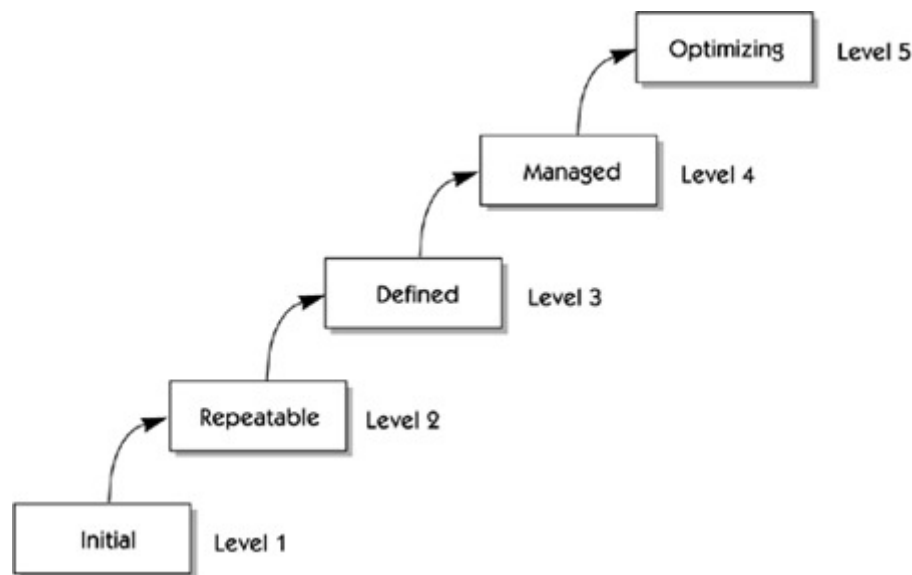 Optimizing Level 5
Managed Level 4
Defined Level 3
Repeatable Level 2
Initial Level 1